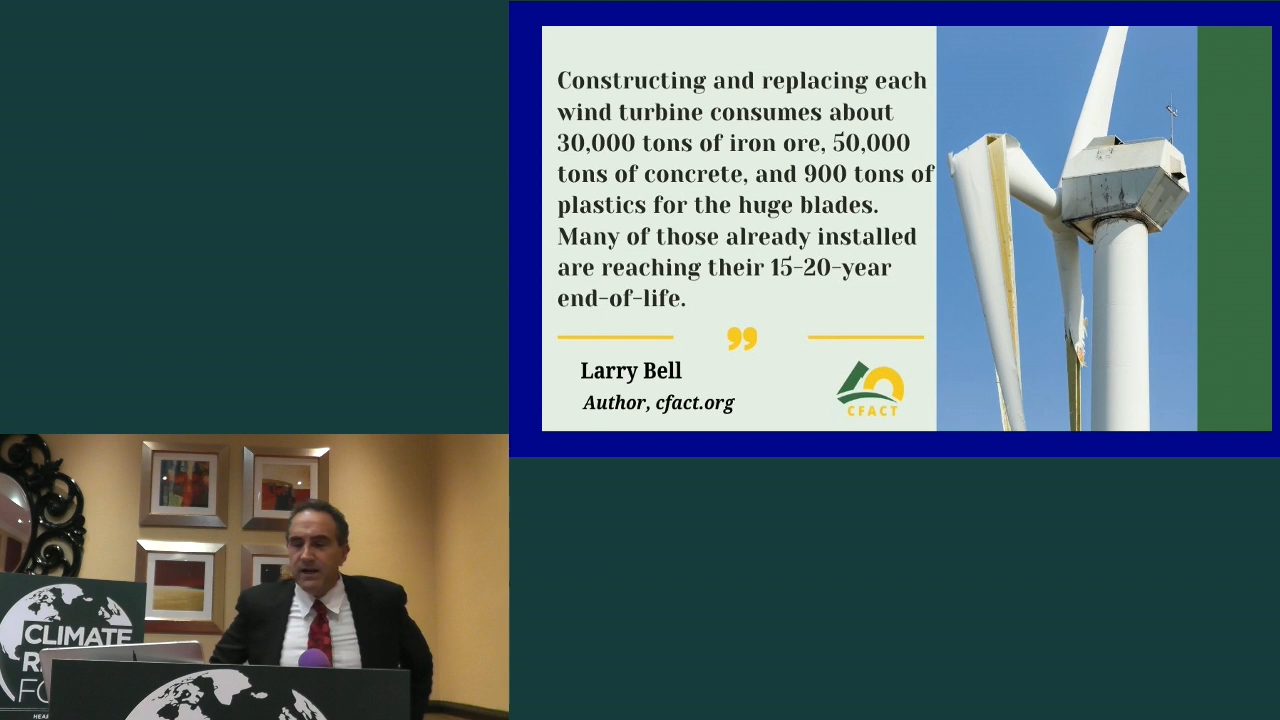 Constructing and replacing each
wind turbine consumes about
30,000 tons of iron ore, 50,000
tons of concrete, and 900 tons of
plastics for the huge blades.
Many of those already installed
are reaching their 15-20-year
end-of-life.
”
Larry Bell
Author, cfact.org
CFACT
CLIMATE